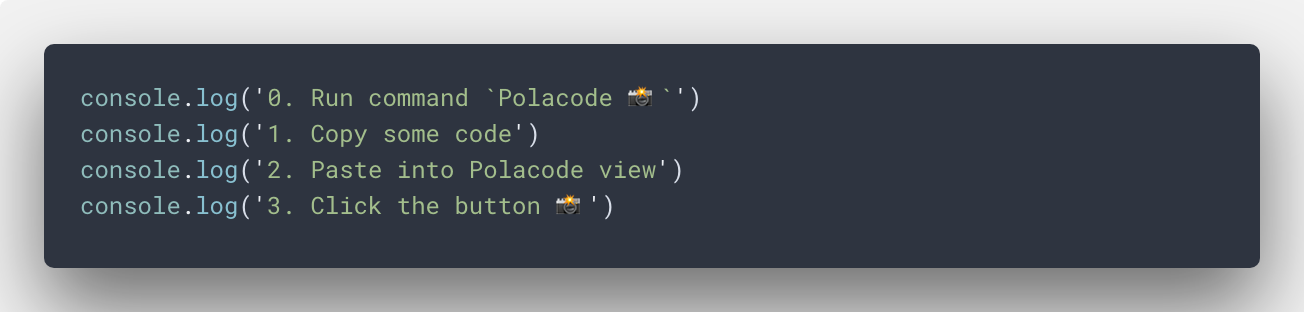 console.log('0. Run command `Polacode 📸 `')
console.log('1. Copy some code')
console.log('2. Paste into Polacode view')
console.log('3. Click the button 📸 ')